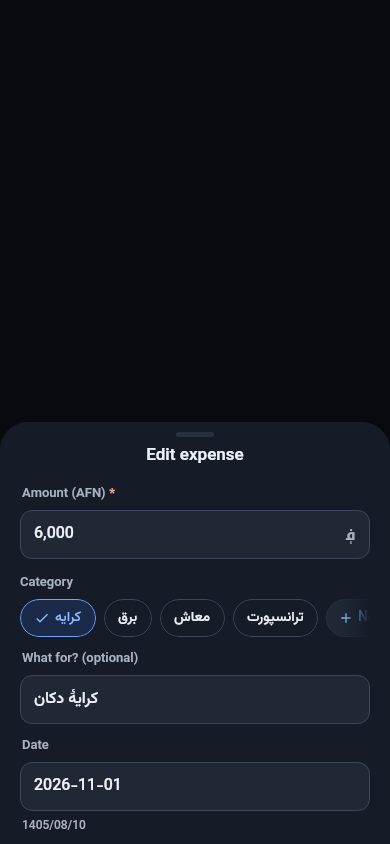 Edit expense
Amount (AFN) *
6,000 ؋
Category
کرایه برق معاش ترانسپورت + N
What for? (optional)
کرایهٔ دکان
Date
2026-11-01
1405/08/10